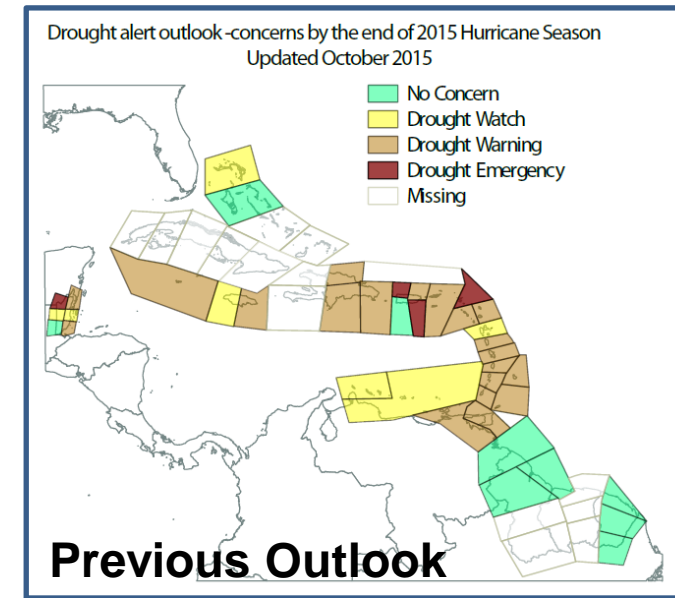 Drought alert outlook -concerns by the end of 2015 Hurricane Season
Updated October 2015
No Concern
Drought Watch
Drought Warning
Drought Emergency
Missing
Previous Outlook